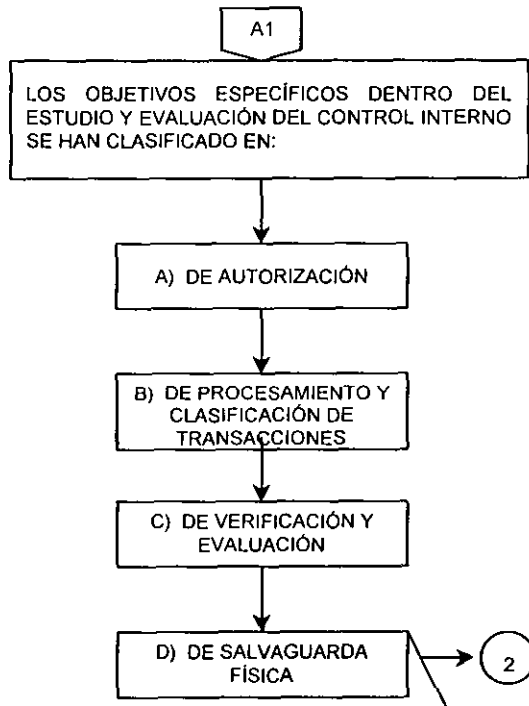 A1
LOS OBJETIVOS ESPECÍFICOS DENTRO DEL
ESTUDIO Y EVALUACIÓN DEL CONTROL INTERNO
SE HAN CLASIFICADO EN:
A) DE AUTORIZACIÓN
B) DE PROCESAMIENTO Y
CLASIFICACIÓN DE
TRANSACCIONES
C) DE VERIFICACIÓN Y
EVALUACIÓN
D) DE SALVAGUARDA
FÍSICA
2